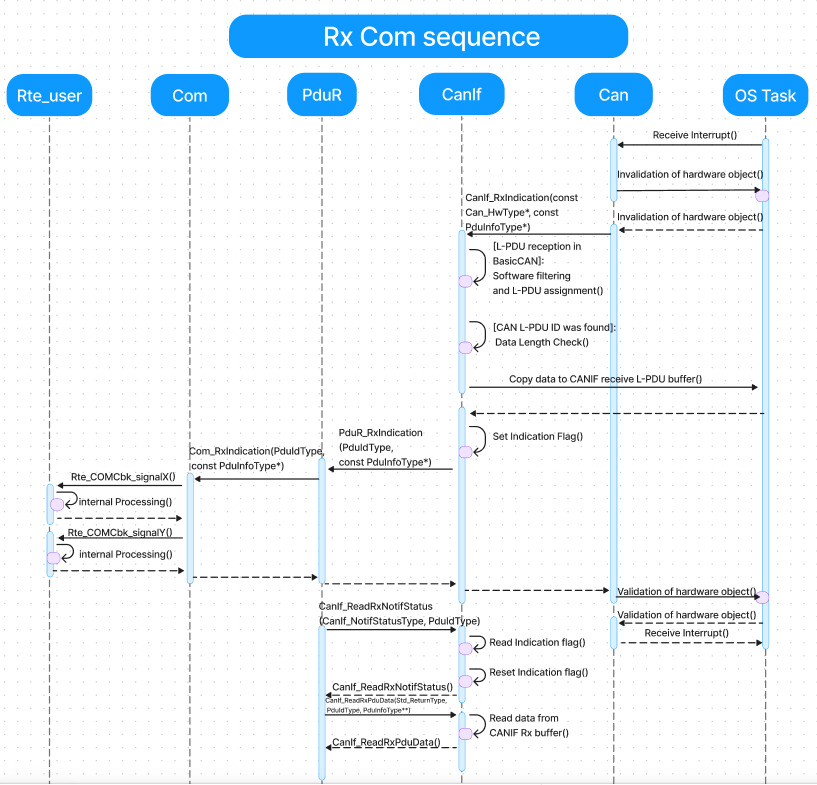 Rx Com sequence
Rte_user
Com
PduR
CanIf
Can
OS Task
Receive Interrupt()
Invalidation of hardware object()
CanIf_RxIndication(const
Can_HwType*, const
PduInfoType*)
Invalidation of hardware object()
[L-PDU reception in
BasicCAN]:
Software filtering
and L-PDU assignment()
[CAN L-PDU ID was found]:
Data Length Check()
Copy data to CANIF receive L-PDU buffer()
Set Indication Flag()
PduR_RxIndication
(PduIdType,
const PduInfoType*)
Com_RxIndication(PduIdType,
const PduInfoType*)
Rte_COMCbk_signalX()
internal Processing()
Rte_COMCbk_signalY()
internal Processing()
Validation of hardware object()
CanIf_ReadRxNotifStatus
(CanIf_NotifStatusType, PduIdType)
Validation of hardware object()
Receive Interrupt()
Read Indication flag()
Reset Indication flag()
CanIf_ReadRxNotifStatus()
CanIf_ReadRxPduData(Std_ReturnType,
PduIdType, PduInfoType**)
Read data from
CANIF Rx buffer()
CanIf_ReadRxPduData()